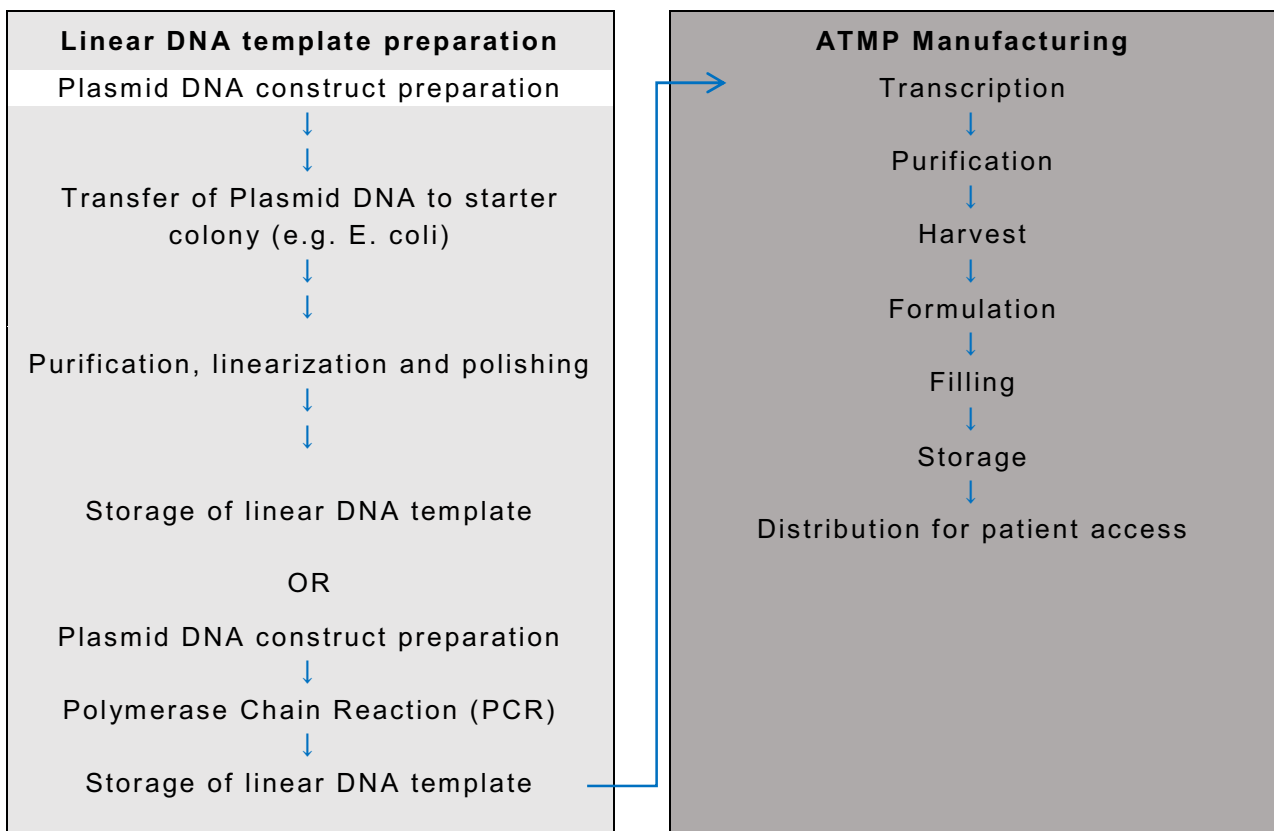 Linear DNA template preparation
Plasmid DNA construct preparation
↓
↓
Transfer of Plasmid DNA to starter
colony (e.g. E. coli)
↓
↓
Purification, linearization and polishing
↓
↓
Storage of linear DNA template
OR
Plasmid DNA construct preparation
↓
Polymerase Chain Reaction (PCR)
↓
Storage of linear DNA template
ATMP Manufacturing
Transcription
↓
Purification
↓
Harvest
↓
Formulation
↓
Filling
↓
Storage
↓
Distribution for patient access